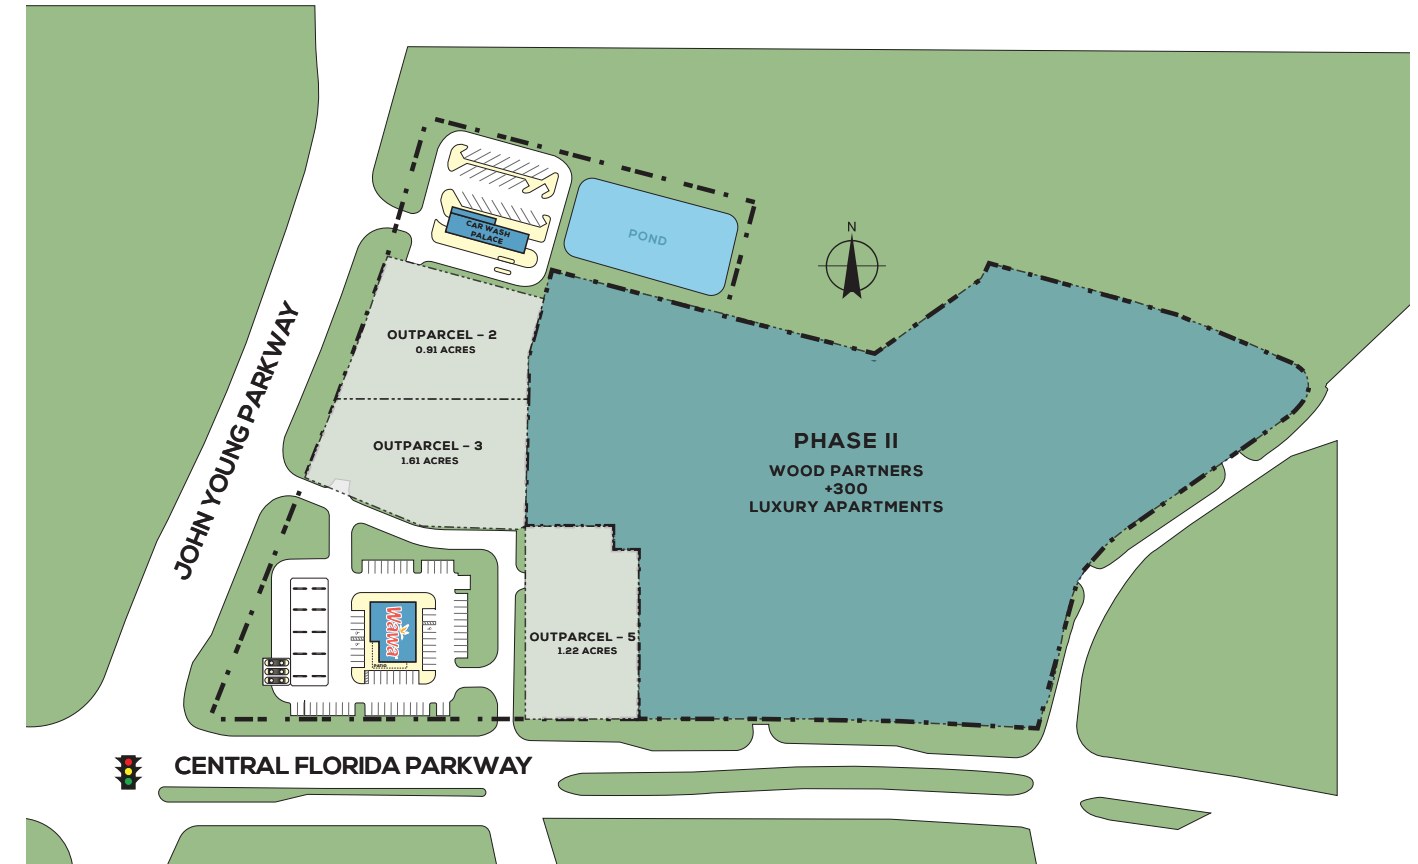 CAR WASH
PALACE
POND
N
OUTPARCEL – 2
0.91 ACRES
JOHN YOUNG PARKWAY
OUTPARCEL – 3
1.61 ACRES
PHASE II
WOOD PARTNERS
+300
LUXURY APARTMENTS
Wawa
PATIO
OUTPARCEL – 5
1.22 ACRES
CENTRAL FLORIDA PARKWAY